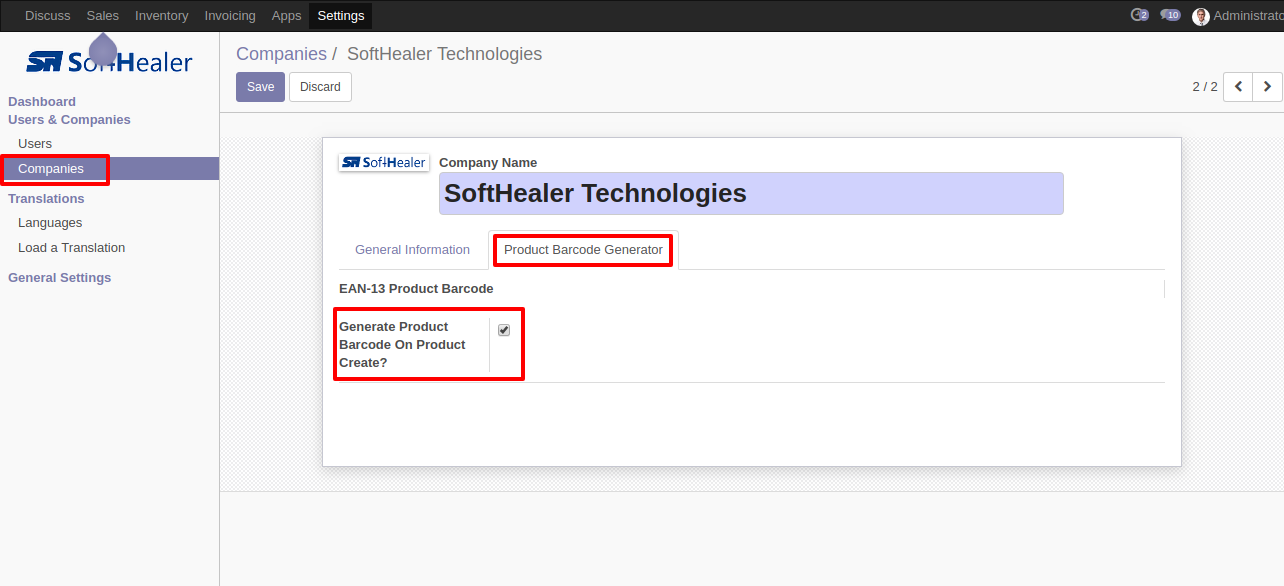 Discuss Sales Inventory Invoicing Apps Settings 2 10 Administrato
SoftHealer
Companies / SoftHealer Technologies
Save Discard 2 / 2
Dashboard
Users & Companies
Users
Companies
Translations
Languages
Load a Translation
General Settings
SoftHealer Company Name
SoftHealer Technologies
General Information Product Barcode Generator
EAN-13 Product Barcode
Generate Product
Barcode On Product
Create?